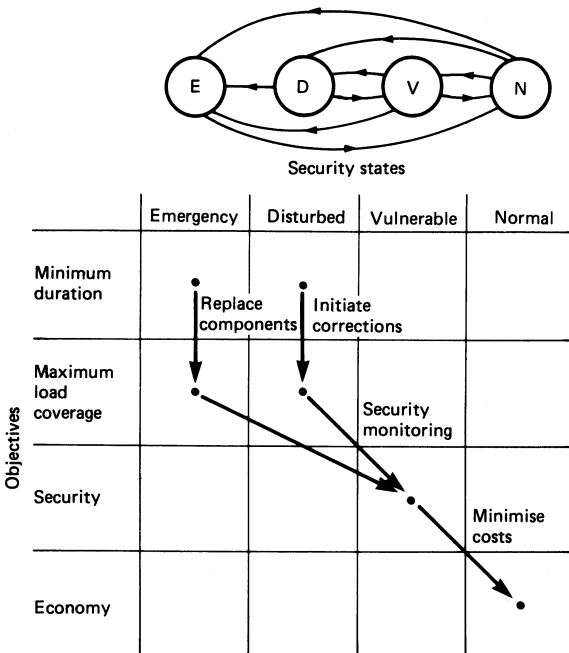 E
D
V
N
Security states
Emergency
Disturbed
Vulnerable
Normal
Minimum
duration
Replace
components
Initiate
corrections
Maximum
load
coverage
Security
monitoring
Objectives
Security
Minimise
costs
Economy